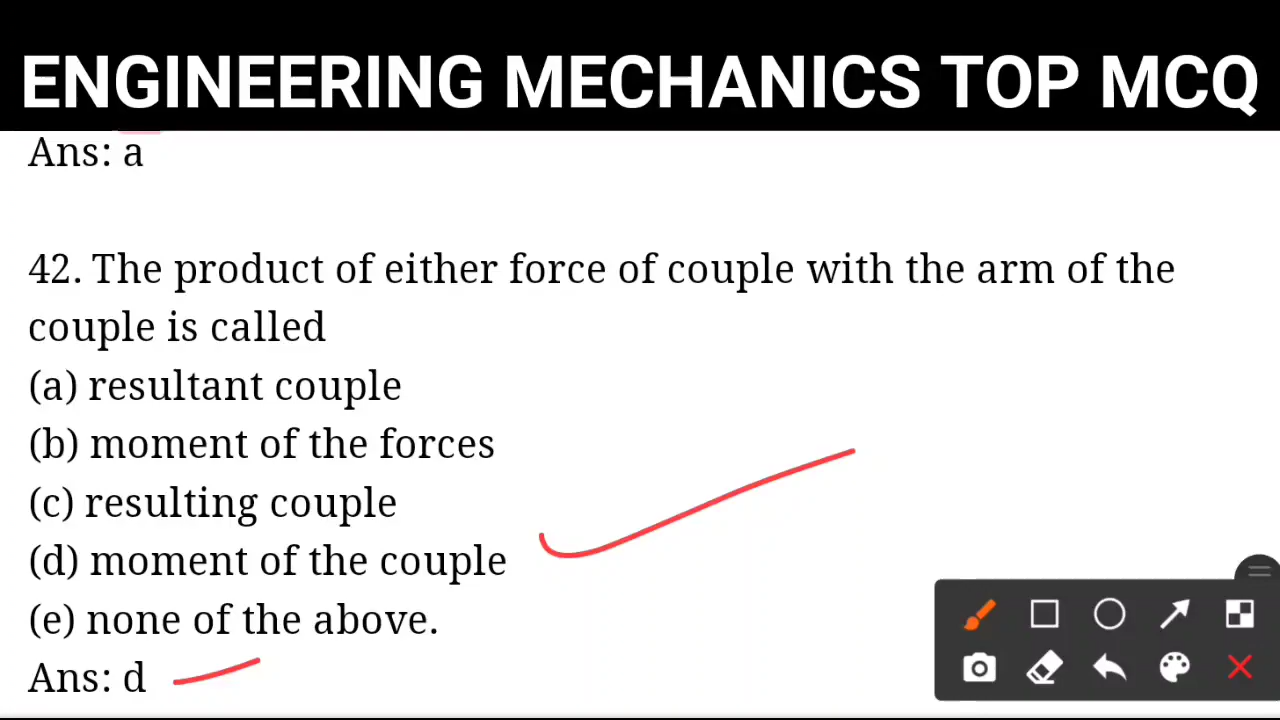 ENGINEERING MECHANICS TOP MCQ
Ans: a
42. The product of either force of couple with the arm of the
couple is called
(a) resultant couple
(b) moment of the forces
(c) resulting couple
(d) moment of the couple
(e) none of the above.
Ans: d